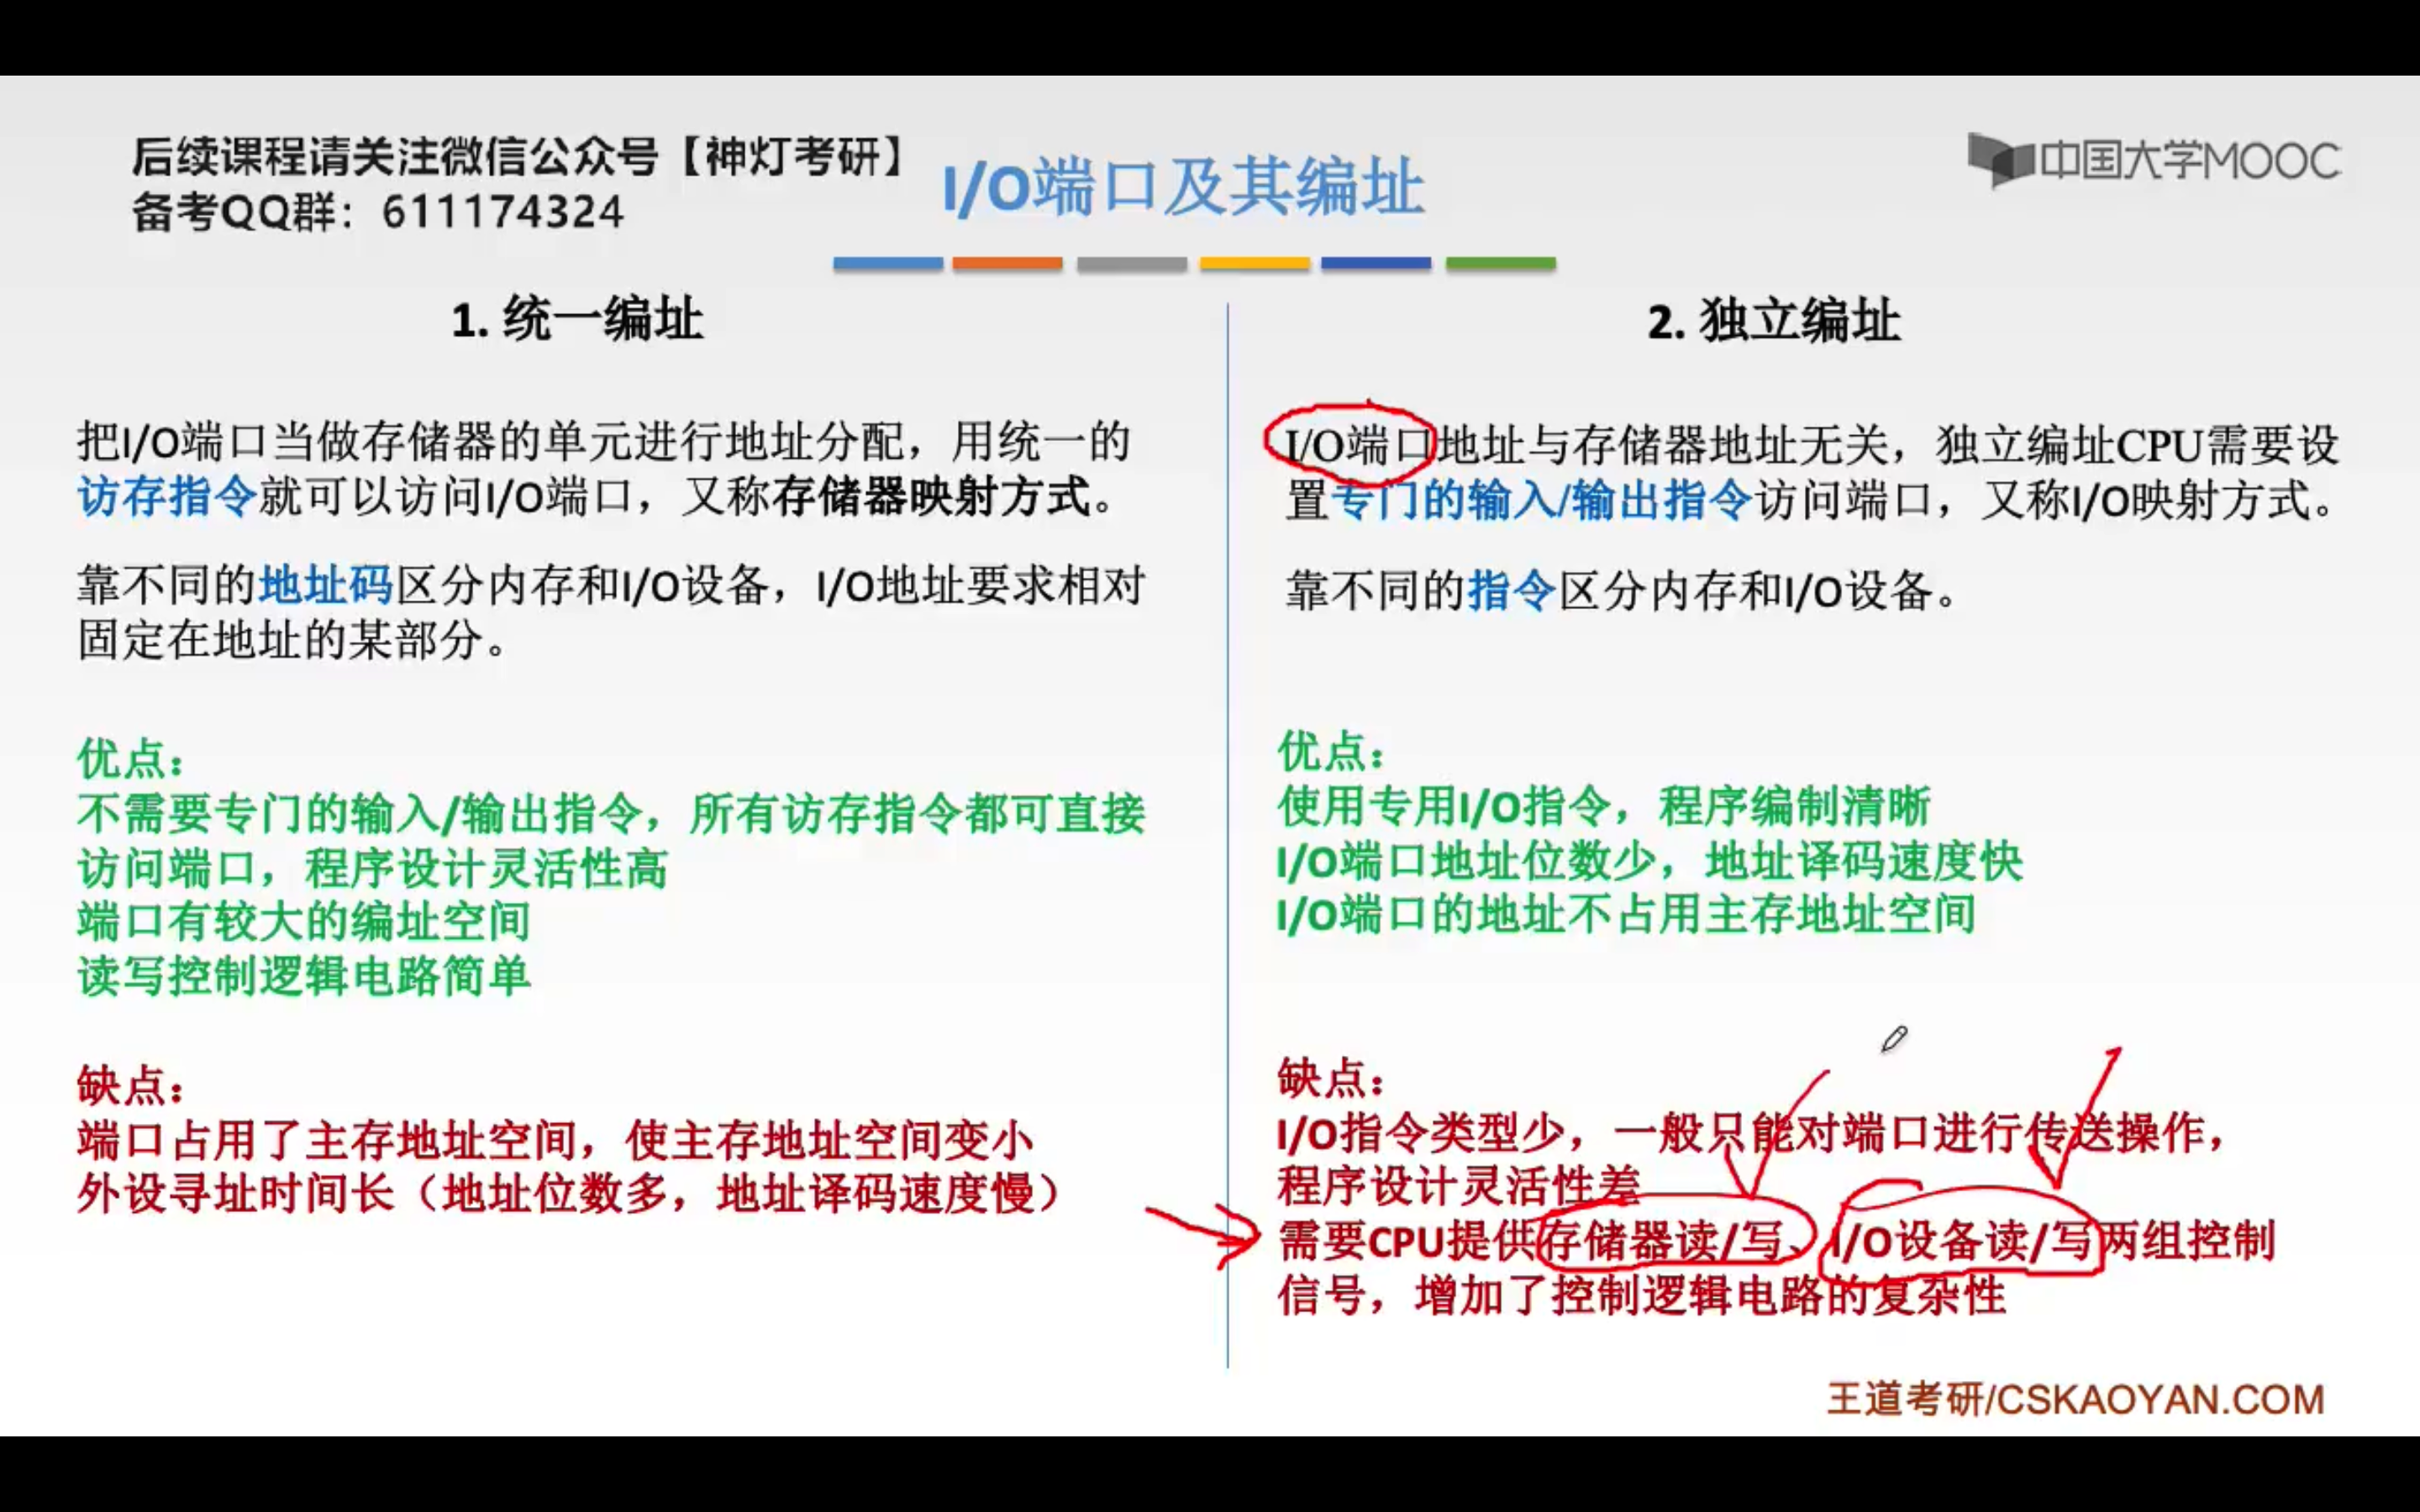 后续课程请关注微信公众号【神灯考研】
备考QQ群：611174324
I/O端口及其编址
中国大学MOOC
1. 统一编址
把I/O端口当做存储器的单元进行地址分配，用统一的
访存指令就可以访问I/O端口，又称存储器映射方式。
靠不同的地址码区分内存和I/O设备，I/O地址要求相对
固定在地址的某部分。
优点：
不需要专门的输入/输出指令，所有访存指令都可直接
访问端口，程序设计灵活性高
端口有较大的编址空间
读写控制逻辑电路简单
缺点：
端口占用了主存地址空间，使主存地址空间变小
外设寻址时间长（地址位数多，地址译码速度慢）
2. 独立编址
I/O端口地址与存储器地址无关，独立编址CPU需要设
置专门的输入/输出指令访问端口，又称I/O映射方式。
靠不同的指令区分内存和I/O设备。
优点：
使用专用I/O指令，程序编制清晰
I/O端口地址位数少，地址译码速度快
I/O端口的地址不占用主存地址空间
缺点：
I/O指令类型少，一般只能对端口进行传送操作，
程序设计灵活性差
需要CPU提供存储器读/写、I/O设备读/写两组控制
信号，增加了控制逻辑电路的复杂性
王道考研/CSKAOYAN.COM